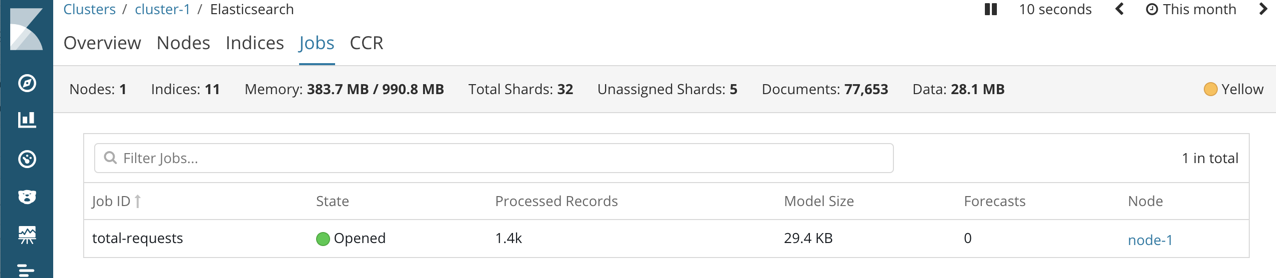 Clusters / cluster-1 / Elasticsearch 10 seconds This month
Overview Nodes Indices Jobs CCR
Nodes: 1 Indices: 11 Memory: 383.7 MB / 990.8 MB Total Shards: 32 Unassigned Shards: 5 Documents: 77,653 Data: 28.1 MB Yellow
Filter Jobs... 1 in total
Job ID State Processed Records Model Size Forecasts Node
total-requests Opened 1.4k 29.4 KB 0 node-1